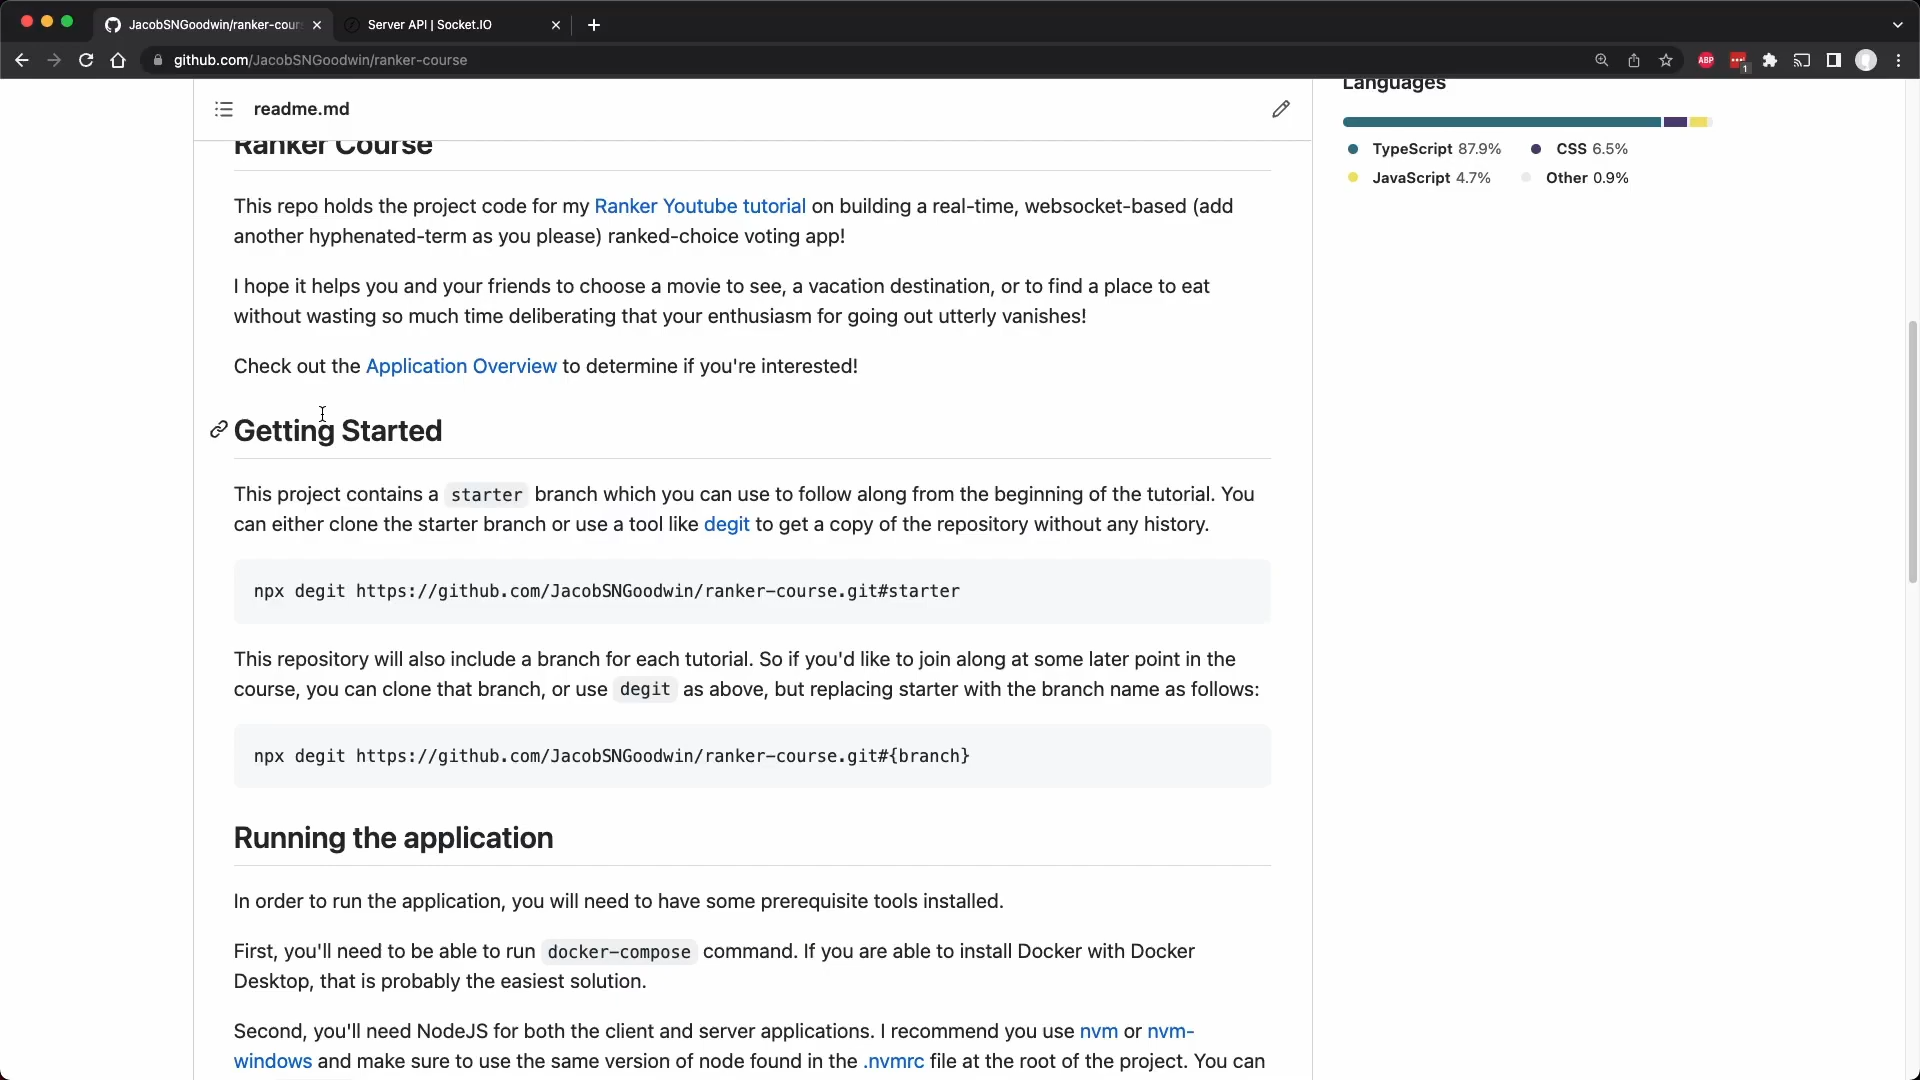 JacobSNGoodwin/ranker-cour
Server API | Socket.IO
github.com/JacobSNGoodwin/ranker-course
ABP
1
readme.md
Languages
TypeScript 87.9%
CSS 6.5%
JavaScript 4.7%
Other 0.9%
Ranker Course
This repo holds the project code for my Ranker Youtube tutorial on building a real-time, websocket-based (add
another hyphenated-term as you please) ranked-choice voting app!
I hope it helps you and your friends to choose a movie to see, a vacation destination, or to find a place to eat
without wasting so much time deliberating that your enthusiasm for going out utterly vanishes!
Check out the Application Overview to determine if you're interested!
Getting Started
This project contains a starter branch which you can use to follow along from the beginning of the tutorial. You
can either clone the starter branch or use a tool like degit to get a copy of the repository without any history.
npx degit https://github.com/JacobSNGoodwin/ranker-course.git#starter
This repository will also include a branch for each tutorial. So if you'd like to join along at some later point in the
course, you can clone that branch, or use degit as above, but replacing starter with the branch name as follows:
npx degit https://github.com/JacobSNGoodwin/ranker-course.git#{branch}
Running the application
In order to run the application, you will need to have some prerequisite tools installed.
First, you'll need to be able to run docker-compose command. If you are able to install Docker with Docker
Desktop, that is probably the easiest solution.
Second, you'll need NodeJS for both the client and server applications. I recommend you use nvm or nvm-
windows and make sure to use the same version of node found in the .nvmrc file at the root of the project. You can